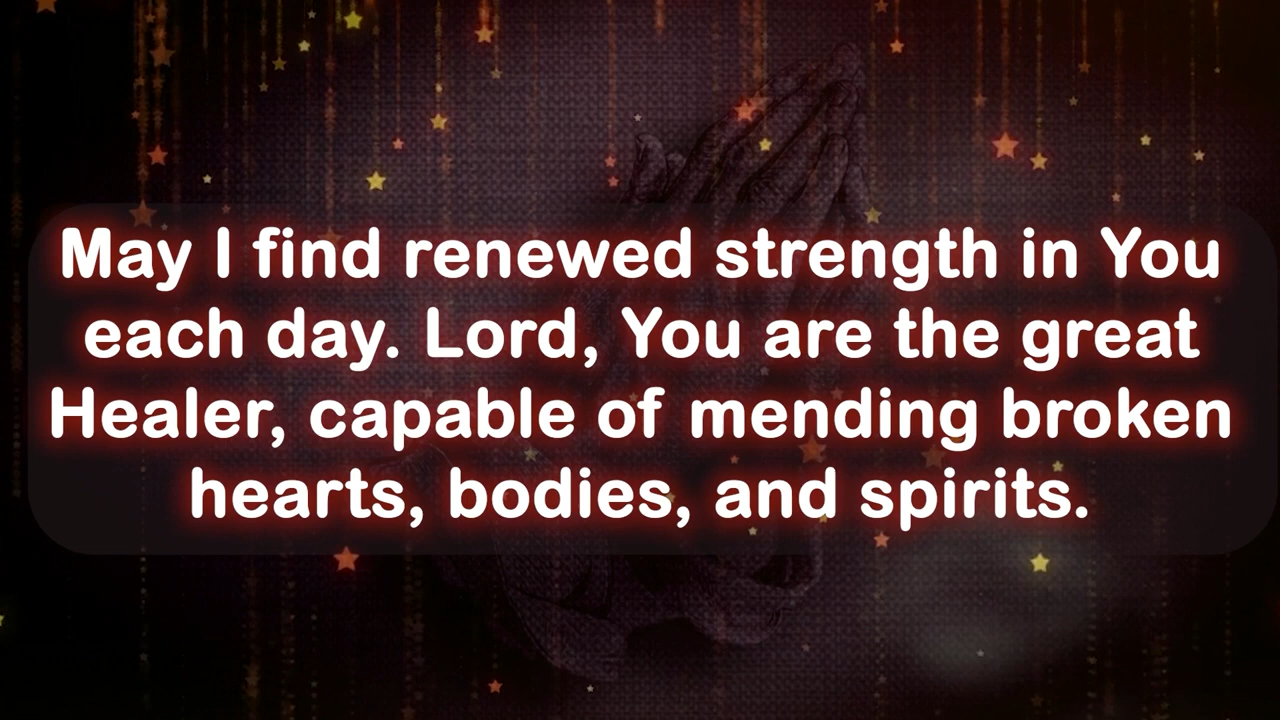 May I find renewed strength in You
each day. Lord, You are the great
Healer, capable of mending broken
hearts, bodies, and spirits.